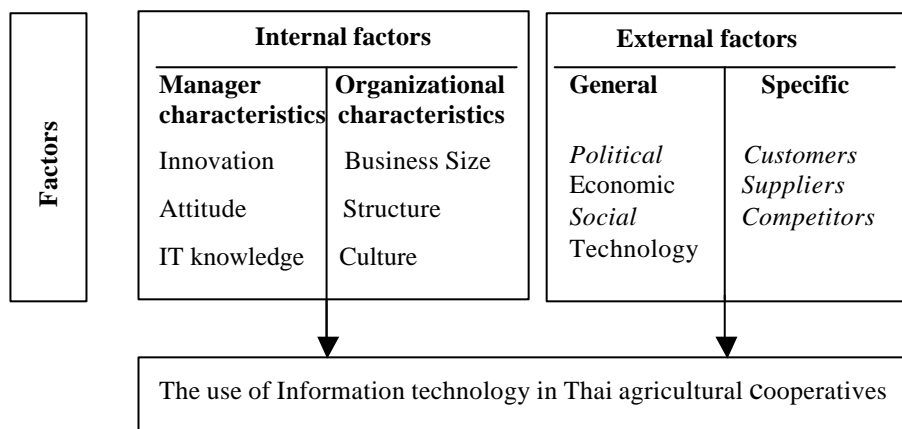 Factors
Internal factors
Manager characteristics
Organizational characteristics
Innovation
Business Size
Attitude
Structure
IT knowledge
Culture
External factors
General
Specific
Political
Customers
Economic
Suppliers
Social
Competitors
Technology
The use of Information technology in Thai agricultural cooperatives